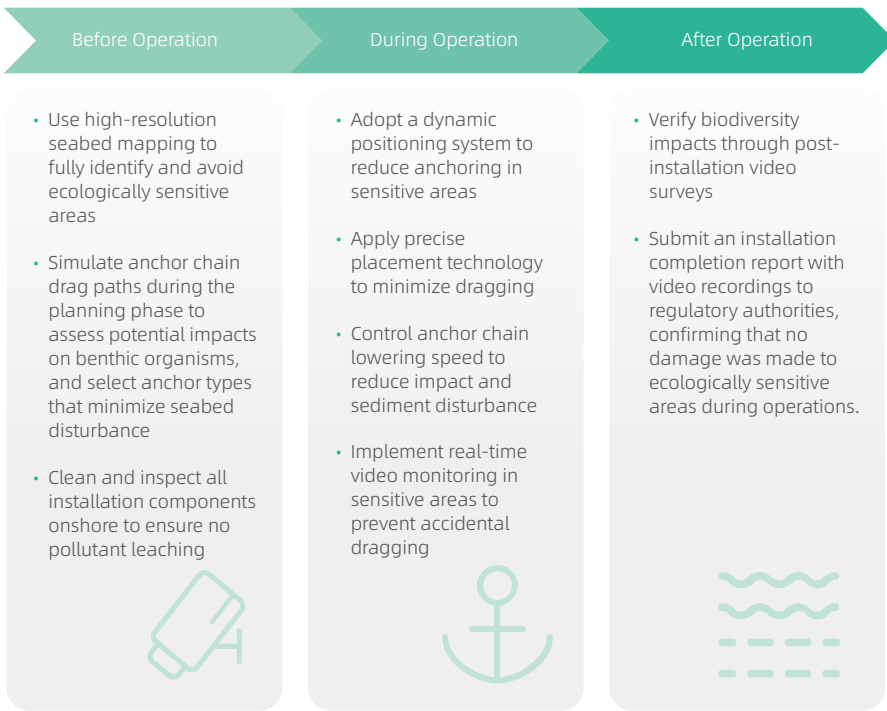 Before Operation
During Operation
After Operation
• Use high-resolution
seabed mapping to
fully identify and avoid
ecologically sensitive
areas
• Simulate anchor chain
drag paths during the
planning phase to
assess potential impacts
on benthic organisms,
and select anchor types
that minimize seabed
disturbance
• Clean and inspect all
installation components
onshore to ensure no
pollutant leaching
• Adopt a dynamic
positioning system to
reduce anchoring in
sensitive areas
• Apply precise
placement technology
to minimize dragging
• Control anchor chain
lowering speed to
reduce impact and
sediment disturbance
• Implement real-time
video monitoring in
sensitive areas to
prevent accidental
dragging
• Verify biodiversity
impacts through post-
installation video
surveys
• Submit an installation
completion report with
video recordings to
regulatory authorities,
confirming that no
damage was made to
ecologically sensitive
areas during operations.